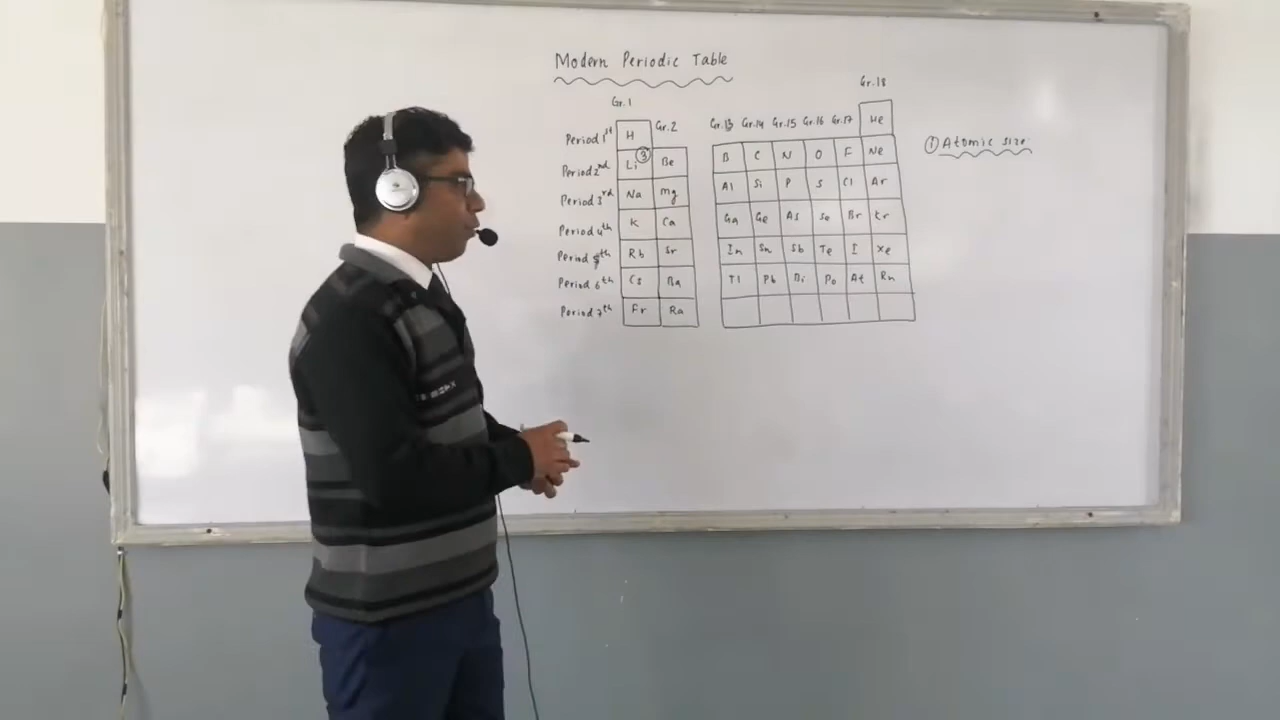 Modern Periodic Table
Gr.18
Gr.1
Gr.2 Gr.13 Gr.14 Gr.15 Gr.16 Gr.17 He
Period 1st H
① Atomic size
Period 2nd Li ③ Be B C N O F Ne
Period 3rd Na Mg Al Si P S Cl Ar
Period 4th K Ca Ga Ge As Se Br Kr
Period 5th Rb Sr In Sn Sb Te I Xe
Period 6th Cs Ba Tl Pb Bi Po At Rn
Period 7th Fr Ra